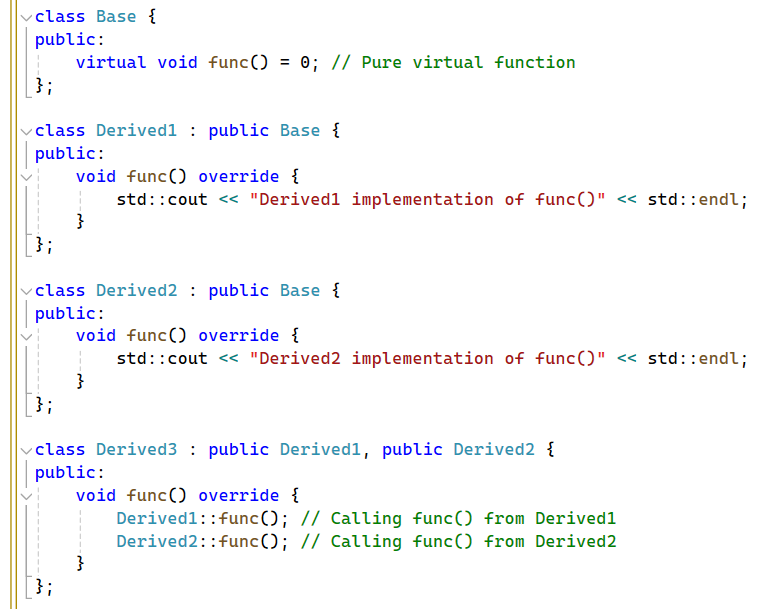 class Base {
public:
    virtual void func() = 0; // Pure virtual function
};

class Derived1 : public Base {
public:
    void func() override {
        std::cout << "Derived1 implementation of func()" << std::endl;
    }
};

class Derived2 : public Base {
public:
    void func() override {
        std::cout << "Derived2 implementation of func()" << std::endl;
    }
};

class Derived3 : public Derived1, public Derived2 {
public:
    void func() override {
        Derived1::func(); // Calling func() from Derived1
        Derived2::func(); // Calling func() from Derived2
    }
};